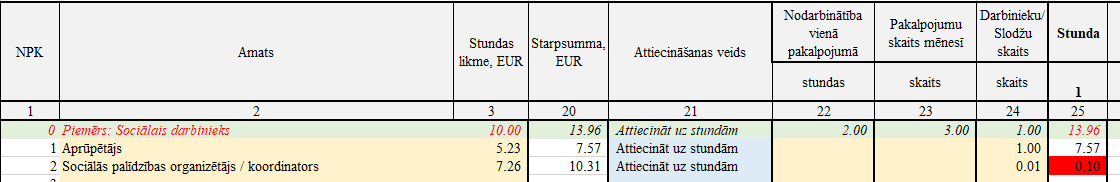 NPK Amats Stundas likme, EUR Starpsumma, EUR Attiecināšanas veids Nodarbinātība vienā pakalpojumā Pakalpojumu skaits mēnesī Darbinieku/ Slodžu skaits Stunda
stundas skaits skaits 1
1 2 3 20 21 22 23 24 25
0 Piemērs: Sociālais darbinieks 10.00 13.96 Attiecināt uz stundām 2.00 3.00 1.00 13.96
1 Aprūpētājs 5.23 7.57 Attiecināt uz stundām 1.00 7.57
2 Sociālās palīdzības organizētājs / koordinators 7.26 10.31 Attiecināt uz stundām 0.01 0.10